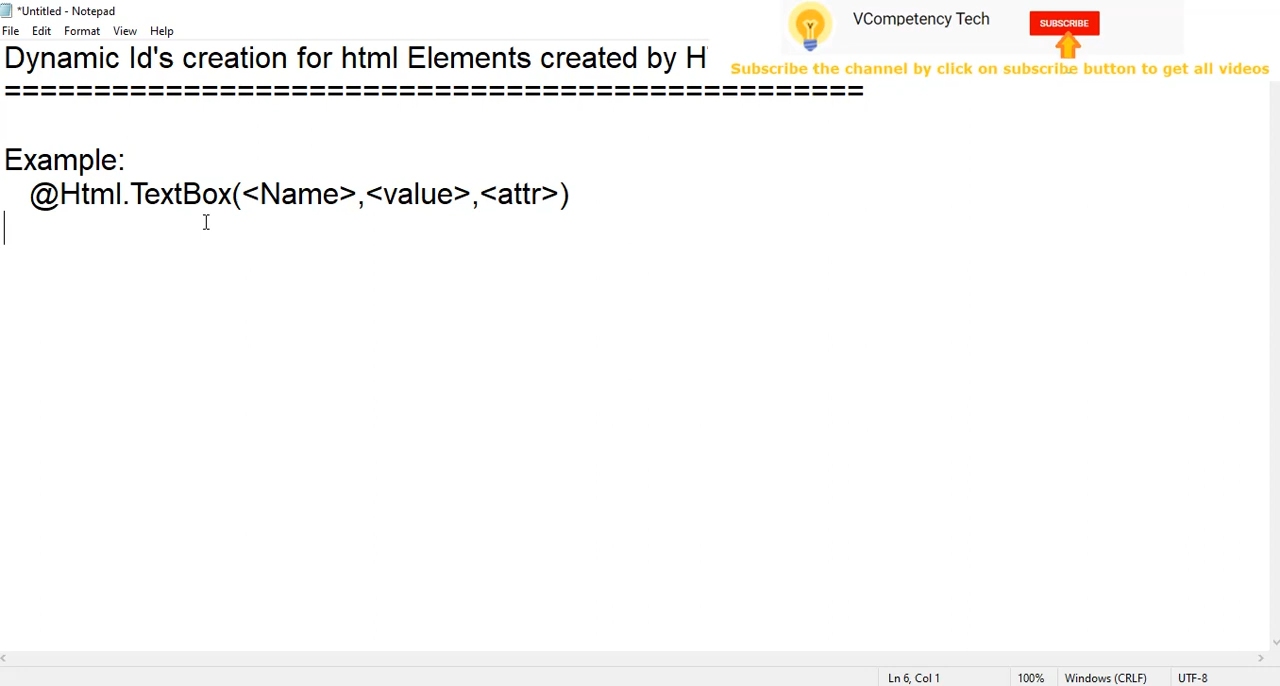 *Untitled - Notepad
File Edit Format View Help
VCompetency Tech
SUBSCRIBE
Subscribe the channel by click on subscribe button to get all videos
Dynamic Id's creation for html Elements created by
================================================
Example:
@Html.TextBox(<Name>,<value>,<attr>)
Ln 6, Col 1 100% Windows (CRLF) UTF-8